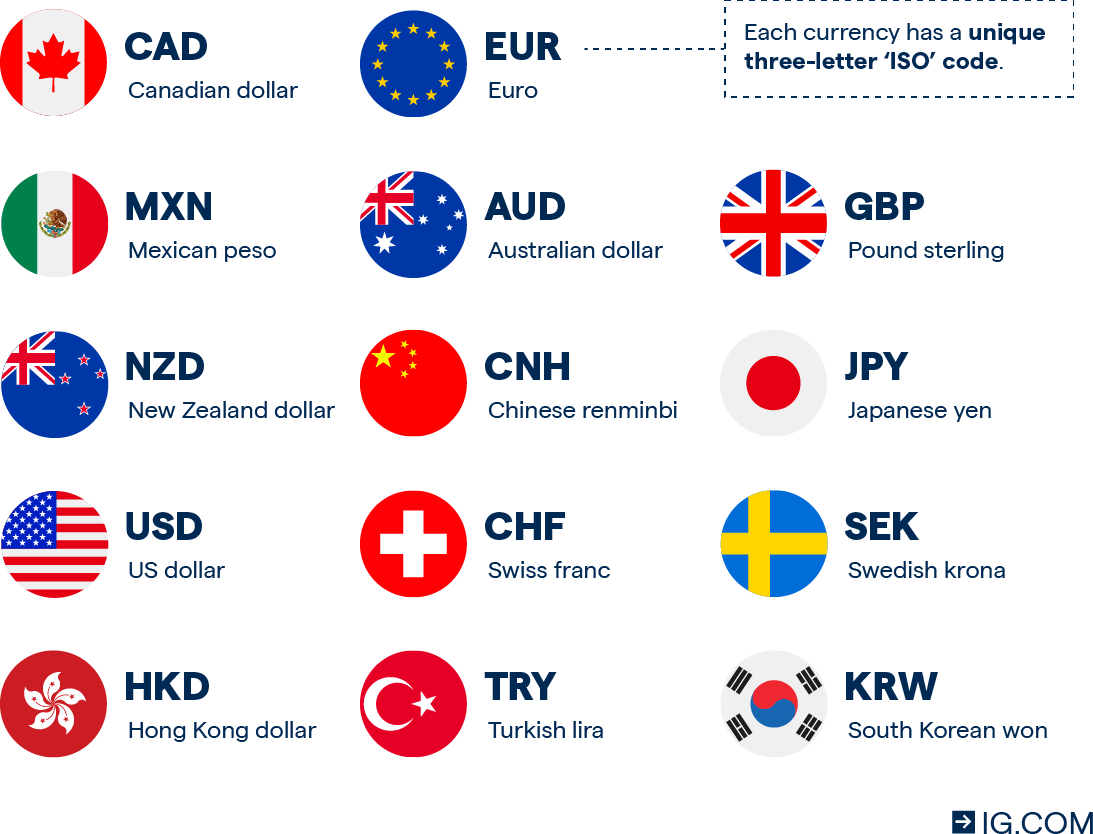 CAD
Canadian dollar
EUR
Euro
Each currency has a unique
three-letter ‘ISO’ code.
MXN
Mexican peso
AUD
Australian dollar
GBP
Pound sterling
NZD
New Zealand dollar
CNH
Chinese renminbi
JPY
Japanese yen
USD
US dollar
CHF
Swiss franc
SEK
Swedish krona
HKD
Hong Kong dollar
TRY
Turkish lira
KRW
South Korean won
IG.COM